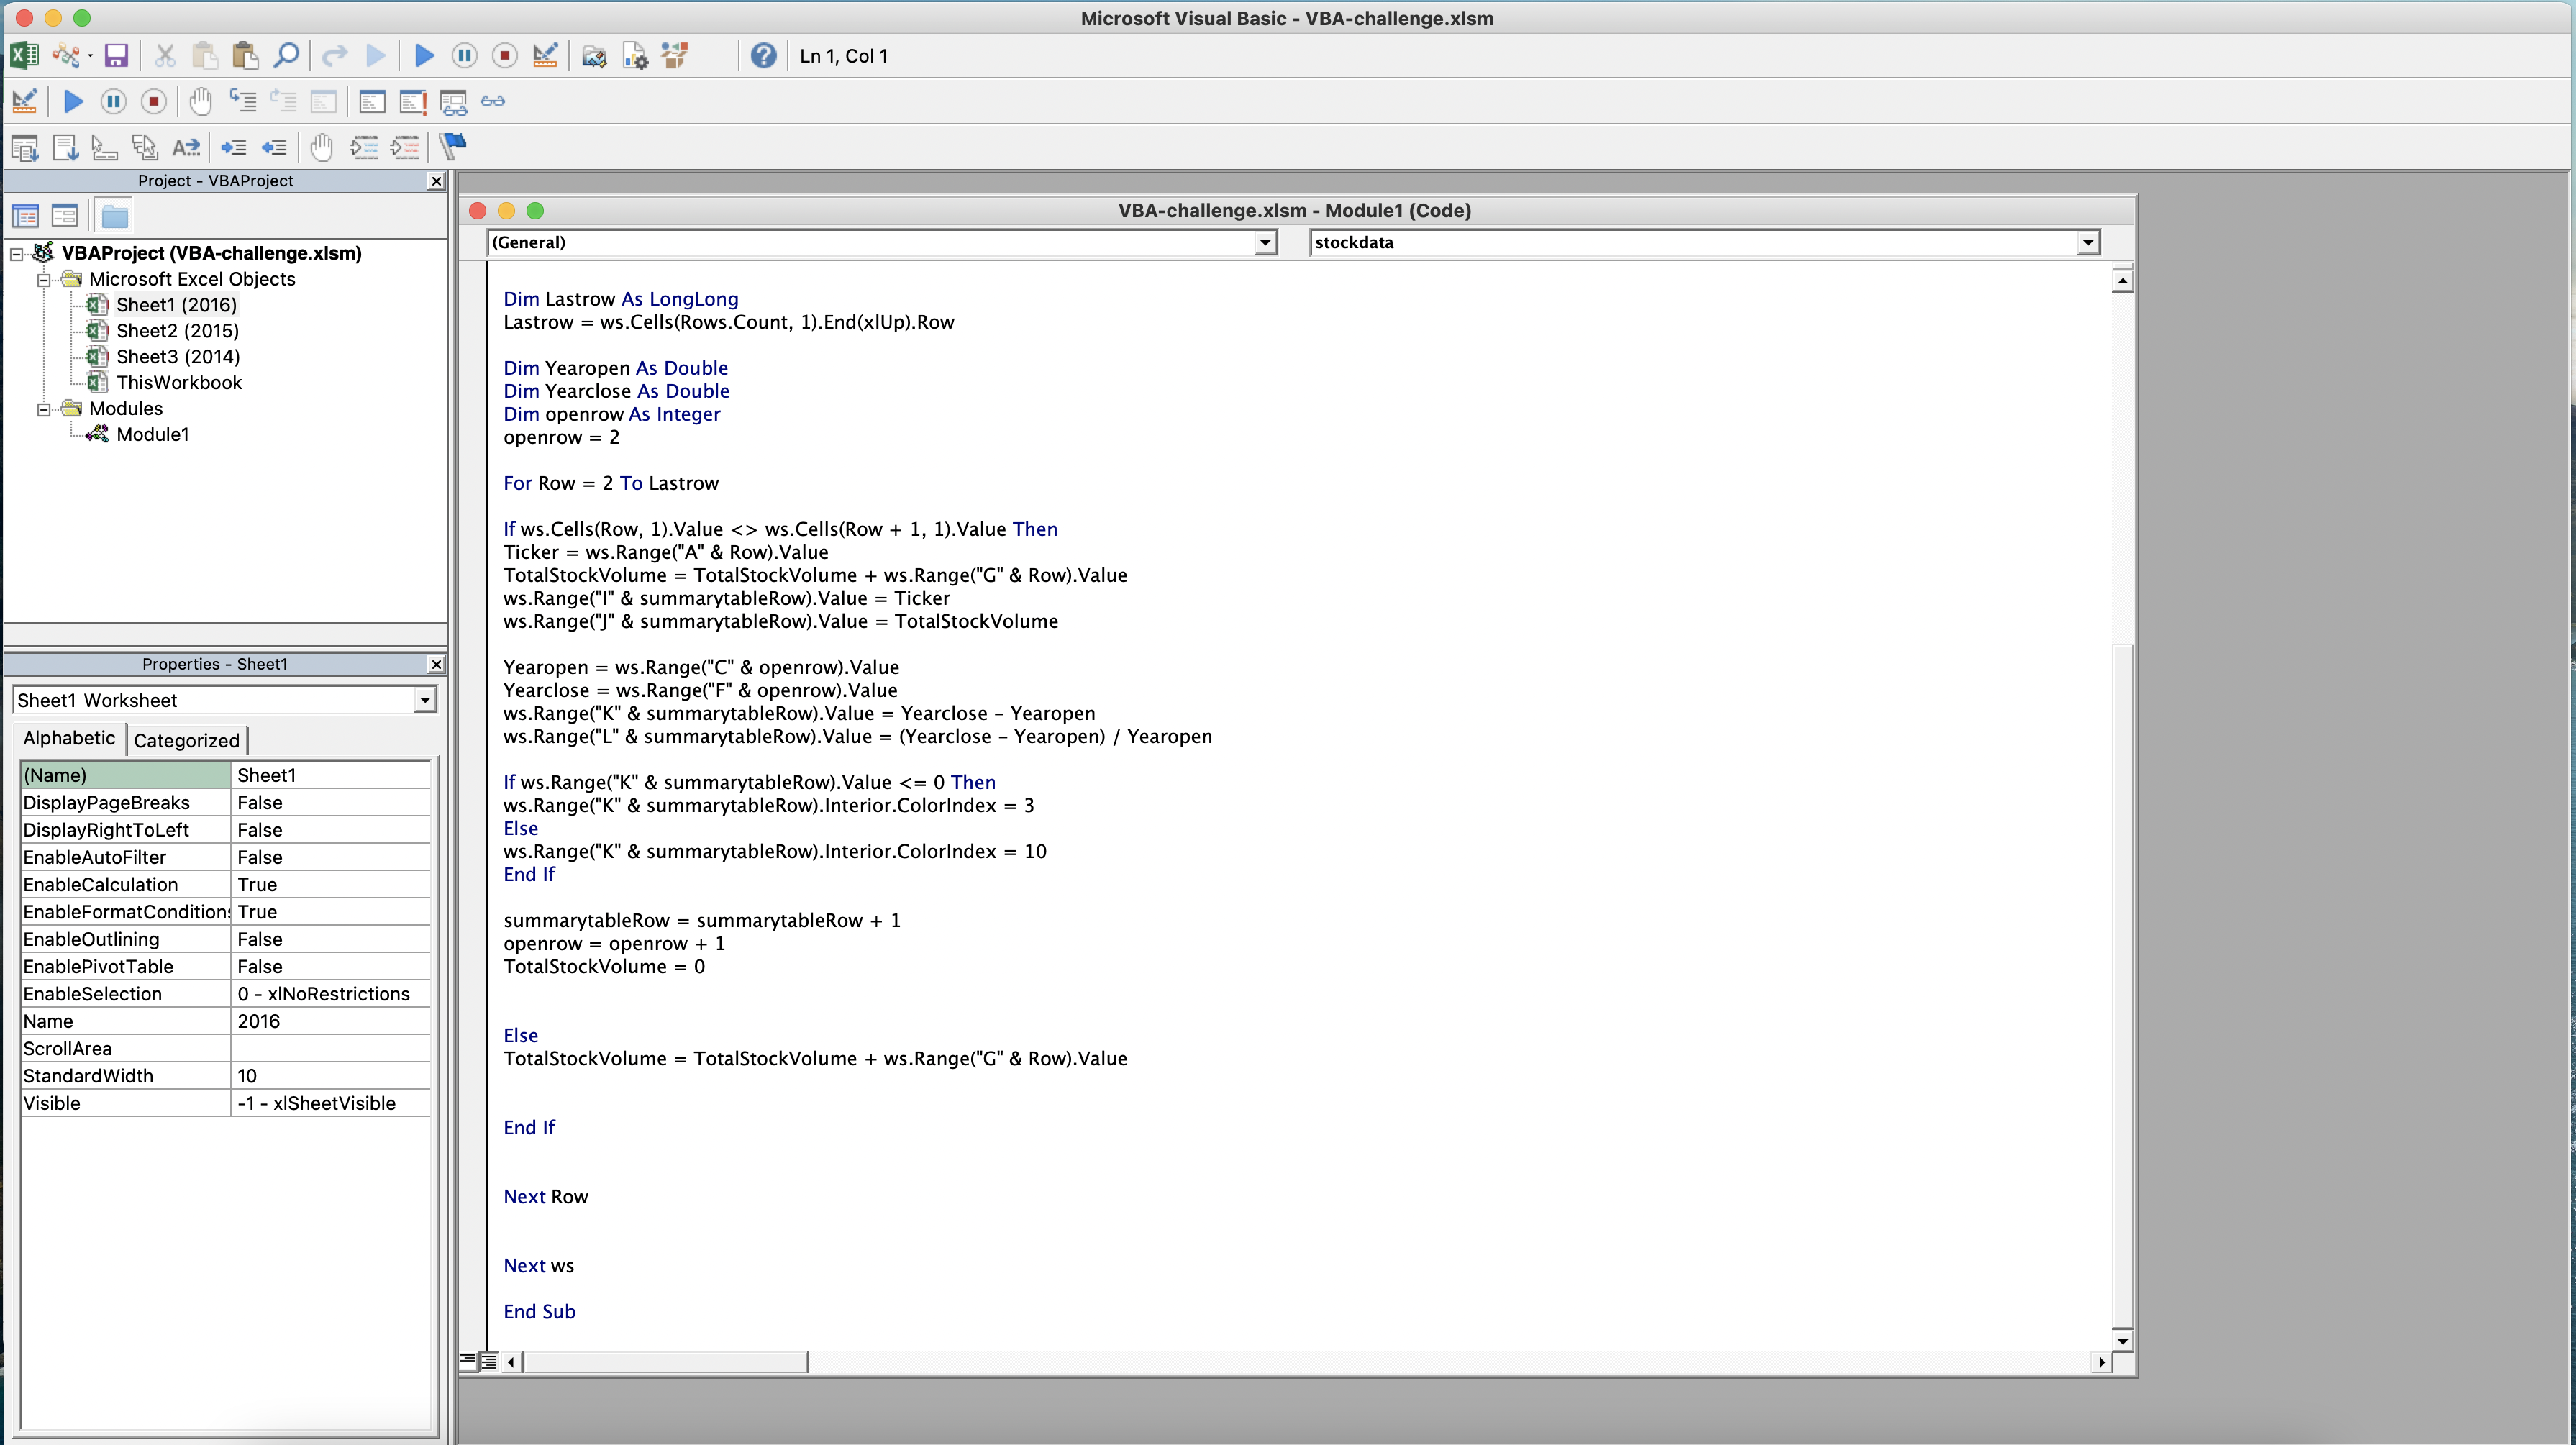 Microsoft Visual Basic - VBA-challenge.xlsm
Ln 1, Col 1
Project - VBAProject
VBAProject (VBA-challenge.xlsm)
Microsoft Excel Objects
Sheet1 (2016)
Sheet2 (2015)
Sheet3 (2014)
ThisWorkbook
Modules
Module1
Properties - Sheet1
Sheet1 Worksheet
Alphabetic Categorized
(Name) Sheet1
DisplayPageBreaks False
DisplayRightToLeft False
EnableAutoFilter False
EnableCalculation True
EnableFormatConditions True
EnableOutlining False
EnablePivotTable False
EnableSelection 0 - xlNoRestrictions
Name 2016
ScrollArea
StandardWidth 10
Visible -1 - xlSheetVisible
VBA-challenge.xlsm - Module1 (Code)
(General) stockdata
Dim Lastrow As LongLong
Lastrow = ws.Cells(Rows.Count, 1).End(xlUp).Row
Dim Yearopen As Double
Dim Yearclose As Double
Dim openrow As Integer
openrow = 2
For Row = 2 To Lastrow
If ws.Cells(Row, 1).Value <> ws.Cells(Row + 1, 1).Value Then
Ticker = ws.Range("A" & Row).Value
TotalStockVolume = TotalStockVolume + ws.Range("G" & Row).Value
ws.Range("I" & summarytableRow).Value = Ticker
ws.Range("J" & summarytableRow).Value = TotalStockVolume
Yearopen = ws.Range("C" & openrow).Value
Yearclose = ws.Range("F" & openrow).Value
ws.Range("K" & summarytableRow).Value = Yearclose - Yearopen
ws.Range("L" & summarytableRow).Value = (Yearclose - Yearopen) / Yearopen
If ws.Range("K" & summarytableRow).Value <= 0 Then
ws.Range("K" & summarytableRow).Interior.ColorIndex = 3
Else
ws.Range("K" & summarytableRow).Interior.ColorIndex = 10
End If
summarytableRow = summarytableRow + 1
openrow = openrow + 1
TotalStockVolume = 0
Else
TotalStockVolume = TotalStockVolume + ws.Range("G" & Row).Value
End If
Next Row
Next ws
End Sub